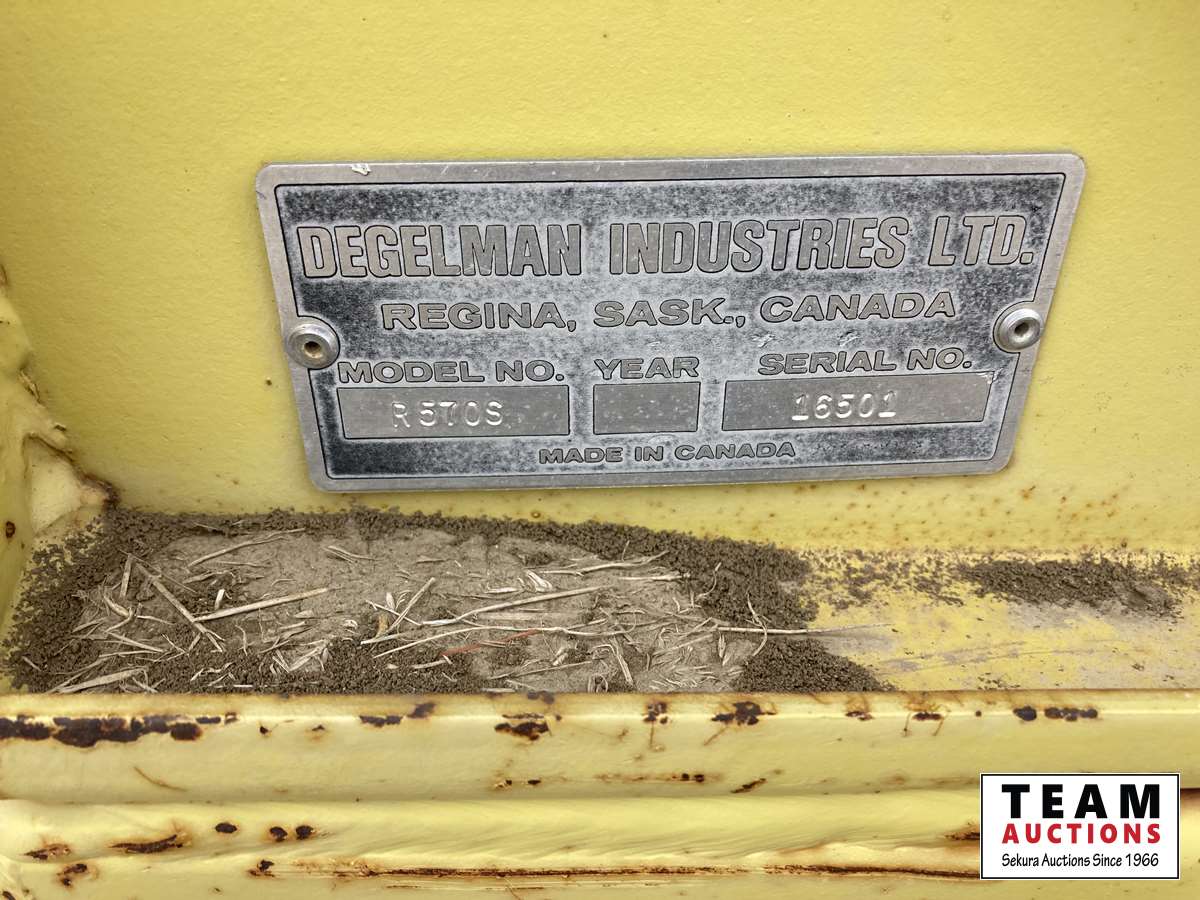 DEGELMAN INDUSTRIES LTD.
REGINA, SASK., CANADA
MODEL NO. YEAR SERIAL NO.
R570S 16501
MADE IN CANADA
TEAM
AUCTIONS
Sekura Auctions Since 1966